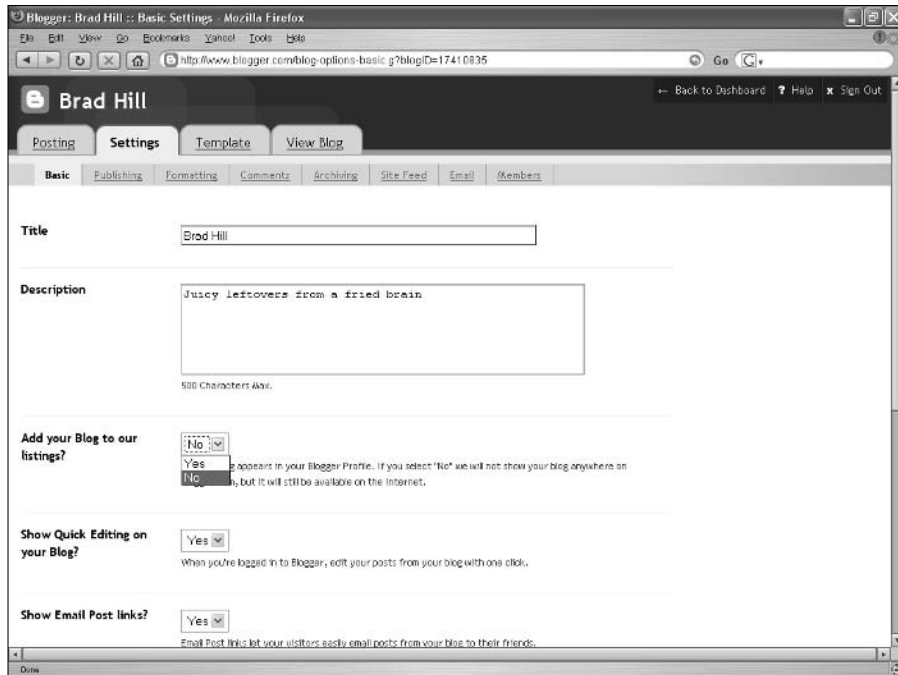 Blogger: Brad Hill :: Basic Settings - Mozilla Firefox
File Edit View Go Bookmarks Yahoo! Tools Help
http://www.blogger.com/blog-options-basic.g?blogID=17410835 Go
Brad Hill
← Back to Dashboard ? Help x Sign Out
Posting Settings Template View Blog
Basic Publishing Formatting Comments Archiving Site Feed Email Members
Title
Brad Hill
Description
Juicy leftovers from a fried brain
500 Characters Max.
Add your Blog to our
listings?
No
Yes
No
appears in your Blogger Profile. If you select "No" we will not show your blog anywhere on
, but it will still be available on the Internet.
Show Quick Editing on
your Blog?
Yes
When you're logged in to Blogger, edit your posts from your blog with one click.
Show Email Post links?
Yes
Email Post links let your visitors easily email posts from your blog to their friends.
Done